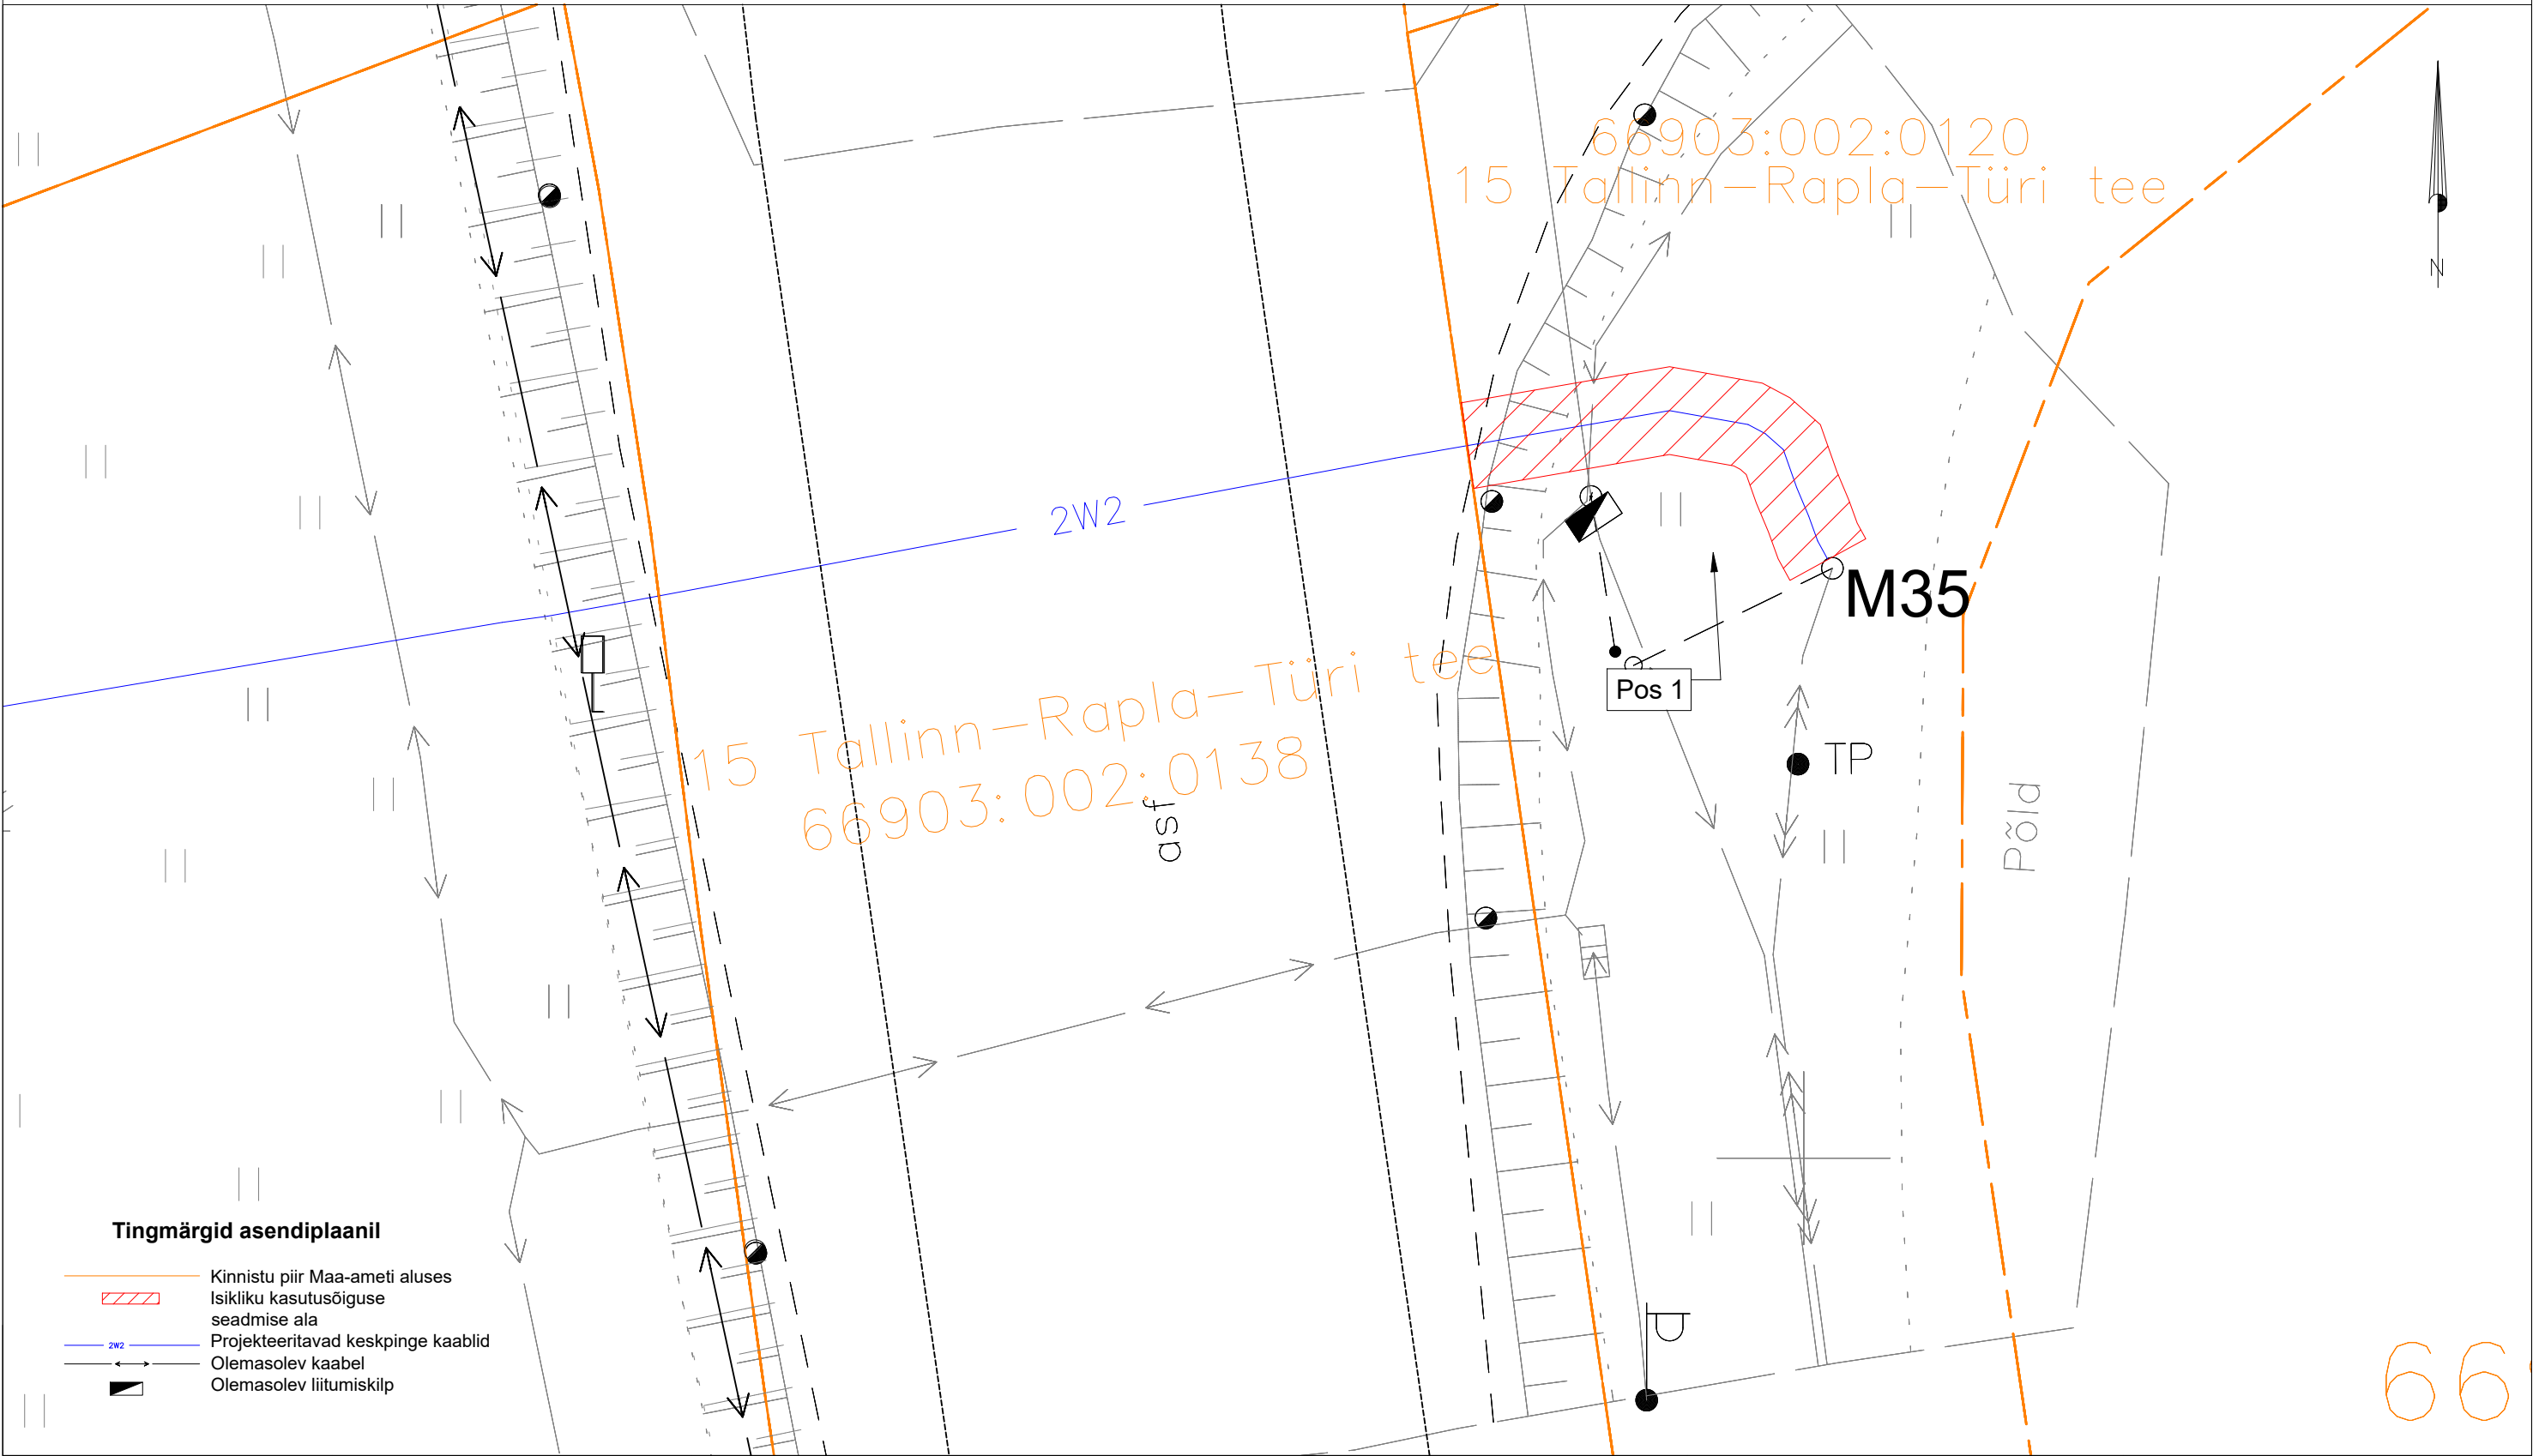 66903:002:0120
15 Tallinn-Rapla-Türi tee
N
2W2
M35
Pos 1
15 Tallinn-Rapla-Türi tee
66903:002:0138
asf
TP
Põld
Tingmärgid asendiplaanil
Kinnistu piir Maa-ameti aluses
Isikliku kasutusõiguse
seadmise ala
2W2 Projekteeritavad keskpinge kaablid
Olemasolev kaabel
Olemasolev liitumiskilp
66